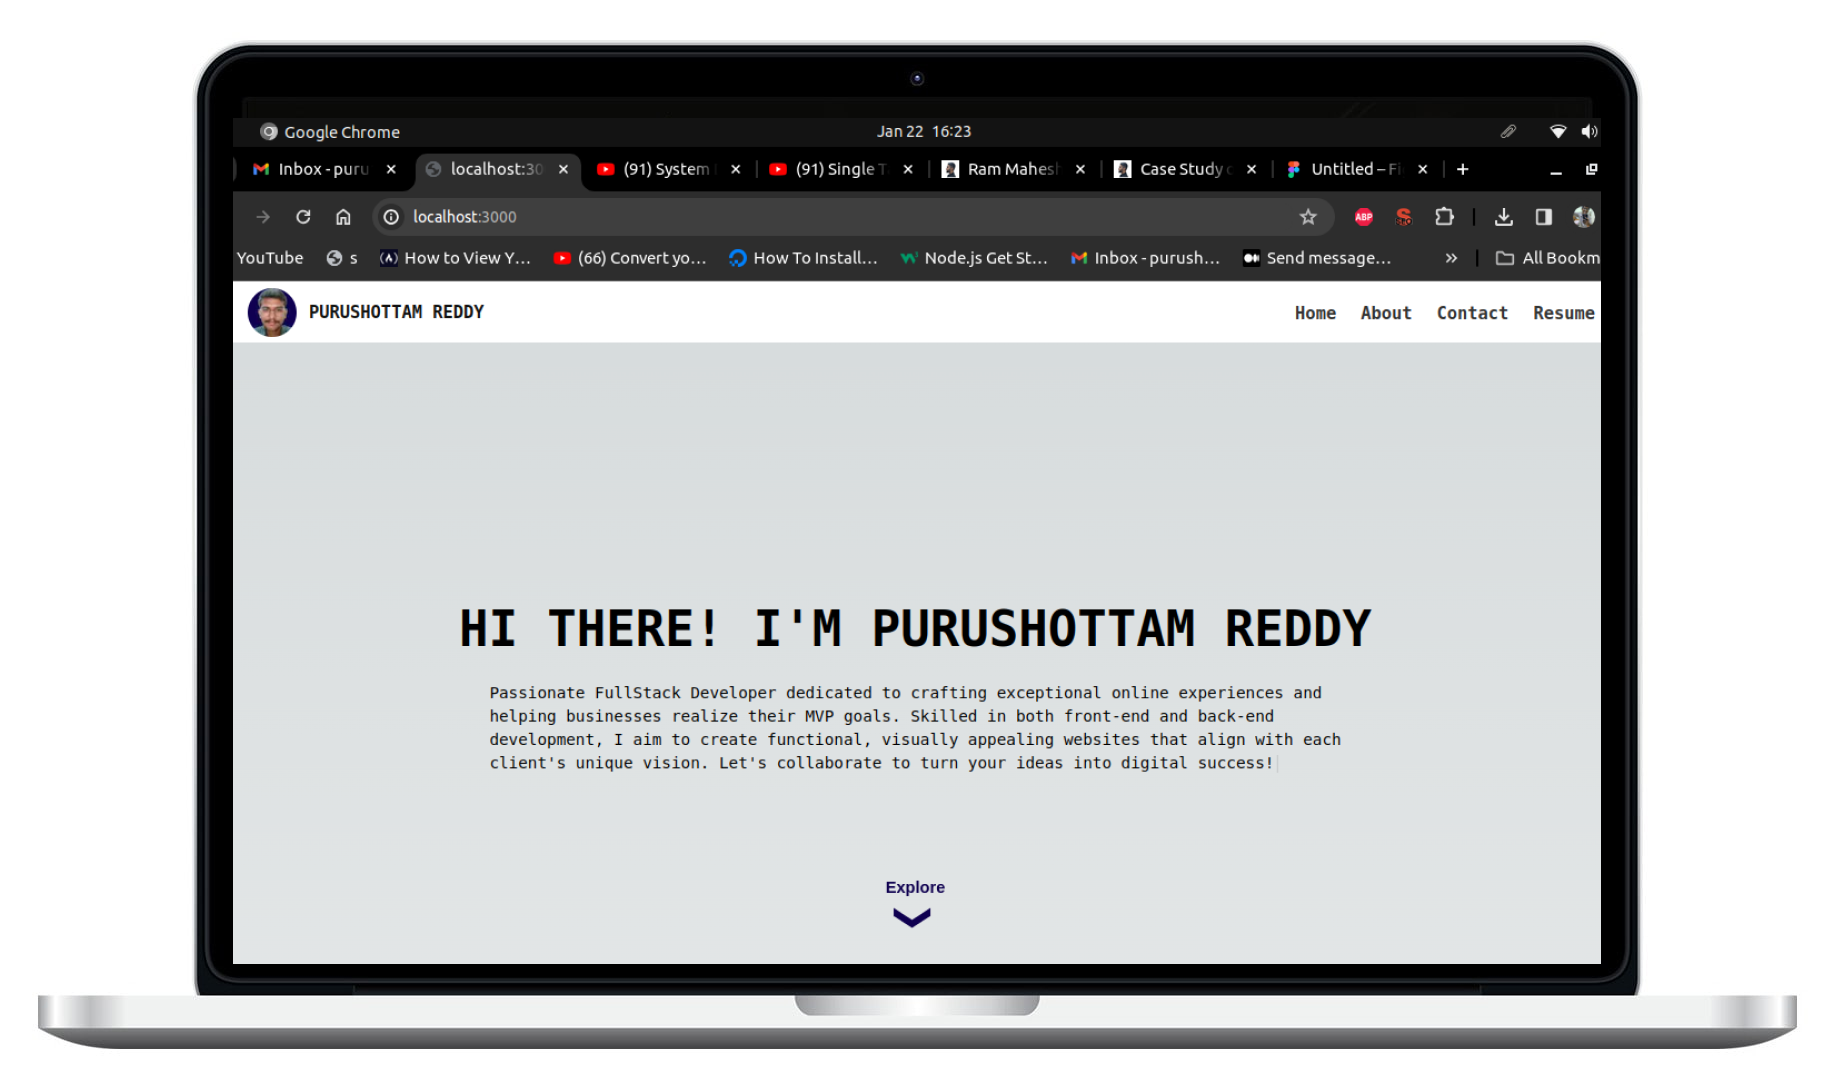 Google Chrome Jan 22 16:23
Inbox - puru localhost:30 (91) System (91) Single T Ram Mahesh Case Study Untitled – Fi
localhost:3000 ABP
YouTube s How to View Y... (66) Convert yo... How To Install... Node.js Get St... Inbox - purush... Send message... » All Bookm
PURUSHOTTAM REDDY Home About Contact Resume
HI THERE! I'M PURUSHOTTAM REDDY
Passionate FullStack Developer dedicated to crafting exceptional online experiences and
helping businesses realize their MVP goals. Skilled in both front-end and back-end
development, I aim to create functional, visually appealing websites that align with each
client's unique vision. Let's collaborate to turn your ideas into digital success!
Explore